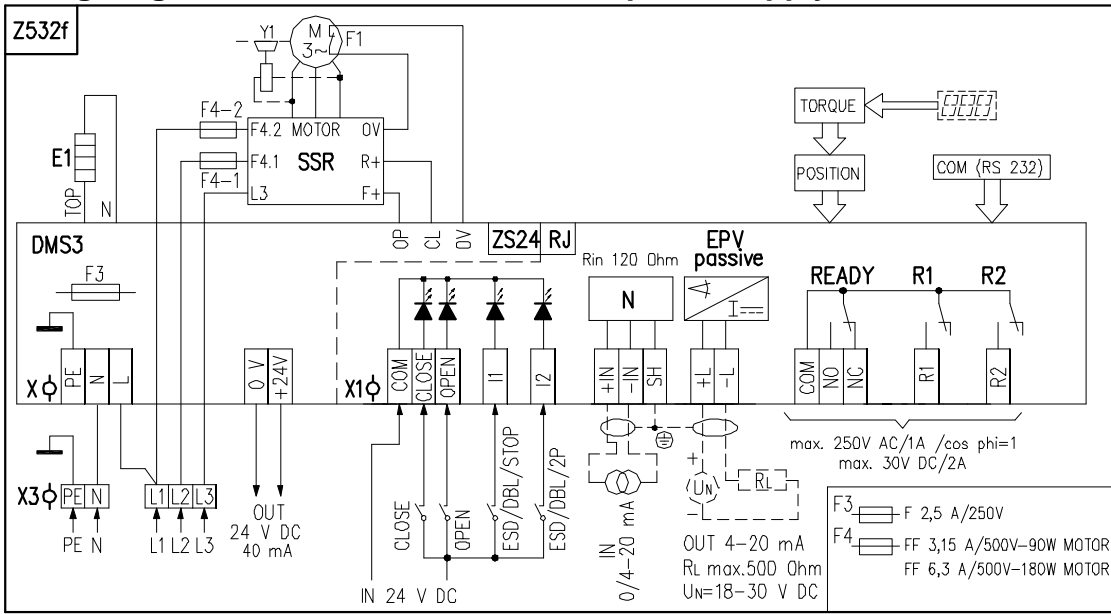 Z532f
Y1
M
3~
F1
F4-2
F4.2 MOTOR 0V
E1
F4.1 SSR R+
F4-1
L3 F+
TOP
N
TORQUE
POSITION
COM (RS 232)
DMS3
OP
CL
0V
ZS24 RJ
EPV
passive
Rin 120 Ohm
F3
N
I
READY R1 R2
X
PE
N
L
0 V
+24V
X1
COM
CLOSE
OPEN
I1
I2
+IN
-IN
SH
+L
-L
COM
NO
NC
R1
R2
max. 250V AC/1A /cos phi=1
max. 30V DC/2A
X3
PE N
L1 L2 L3
PE N
L1 L2 L3
OUT
24 V DC
40 mA
CLOSE
OPEN
ESD/DBL/STOP
ESD/DBL/2P
IN 24 V DC
IN
0/4-20 mA
+
UN
-
RL
OUT 4-20 mA
RL max.500 Ohm
UN=18-30 V DC
F3 F 2,5 A/250V
F4 FF 3,15 A/500V-90W MOTOR
FF 6,3 A/500V-180W MOTOR